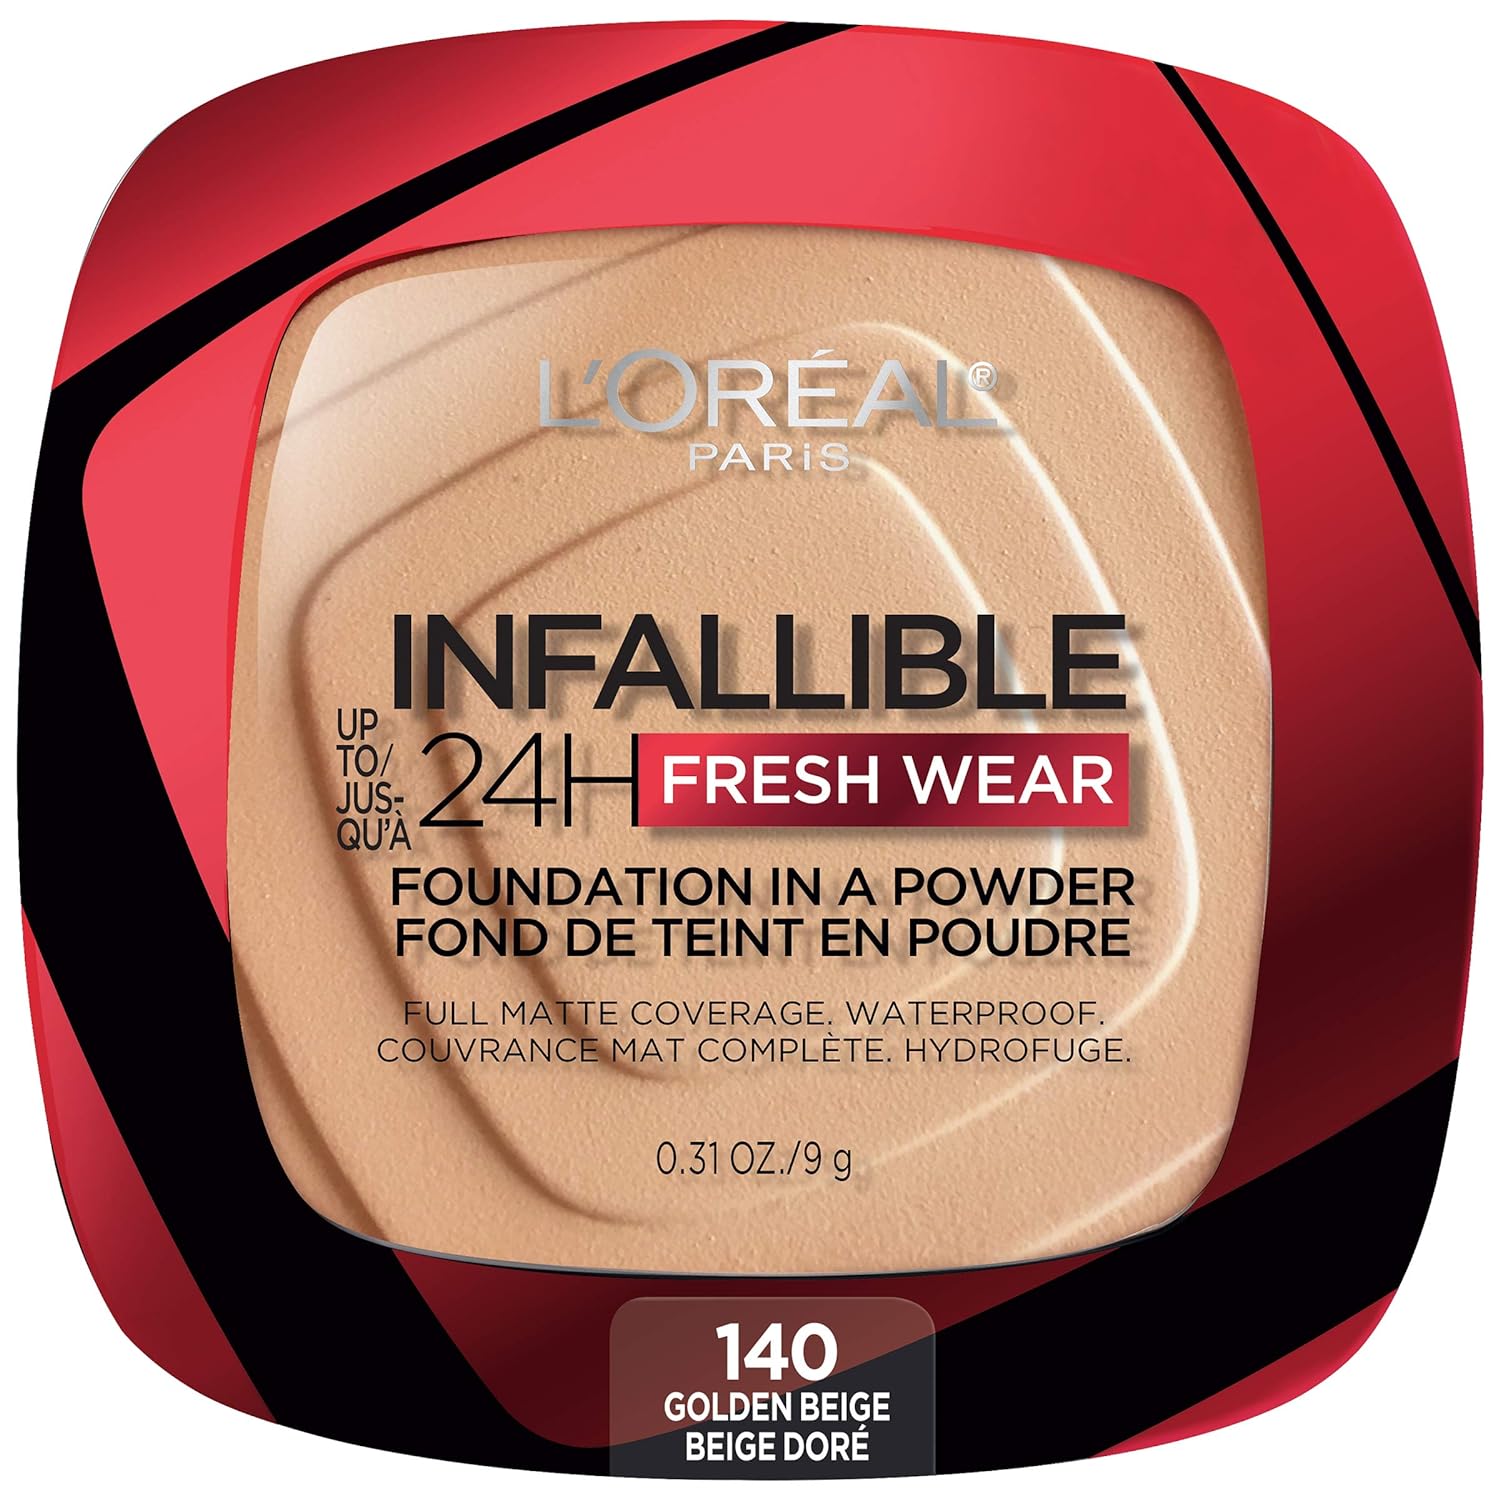 L'ORÉAL®
PARiS
INFALLIBLE
UP
TO/
JUS-
QU'À
24H FRESH WEAR
FOUNDATION IN A POWDER
FOND DE TEINT EN POUDRE
FULL MATTE COVERAGE. WATERPROOF.
COUVRANCE MAT COMPLÈTE. HYDROFUGE.
0.31 OZ./9 g
140
GOLDEN BEIGE
BEIGE DORÉ